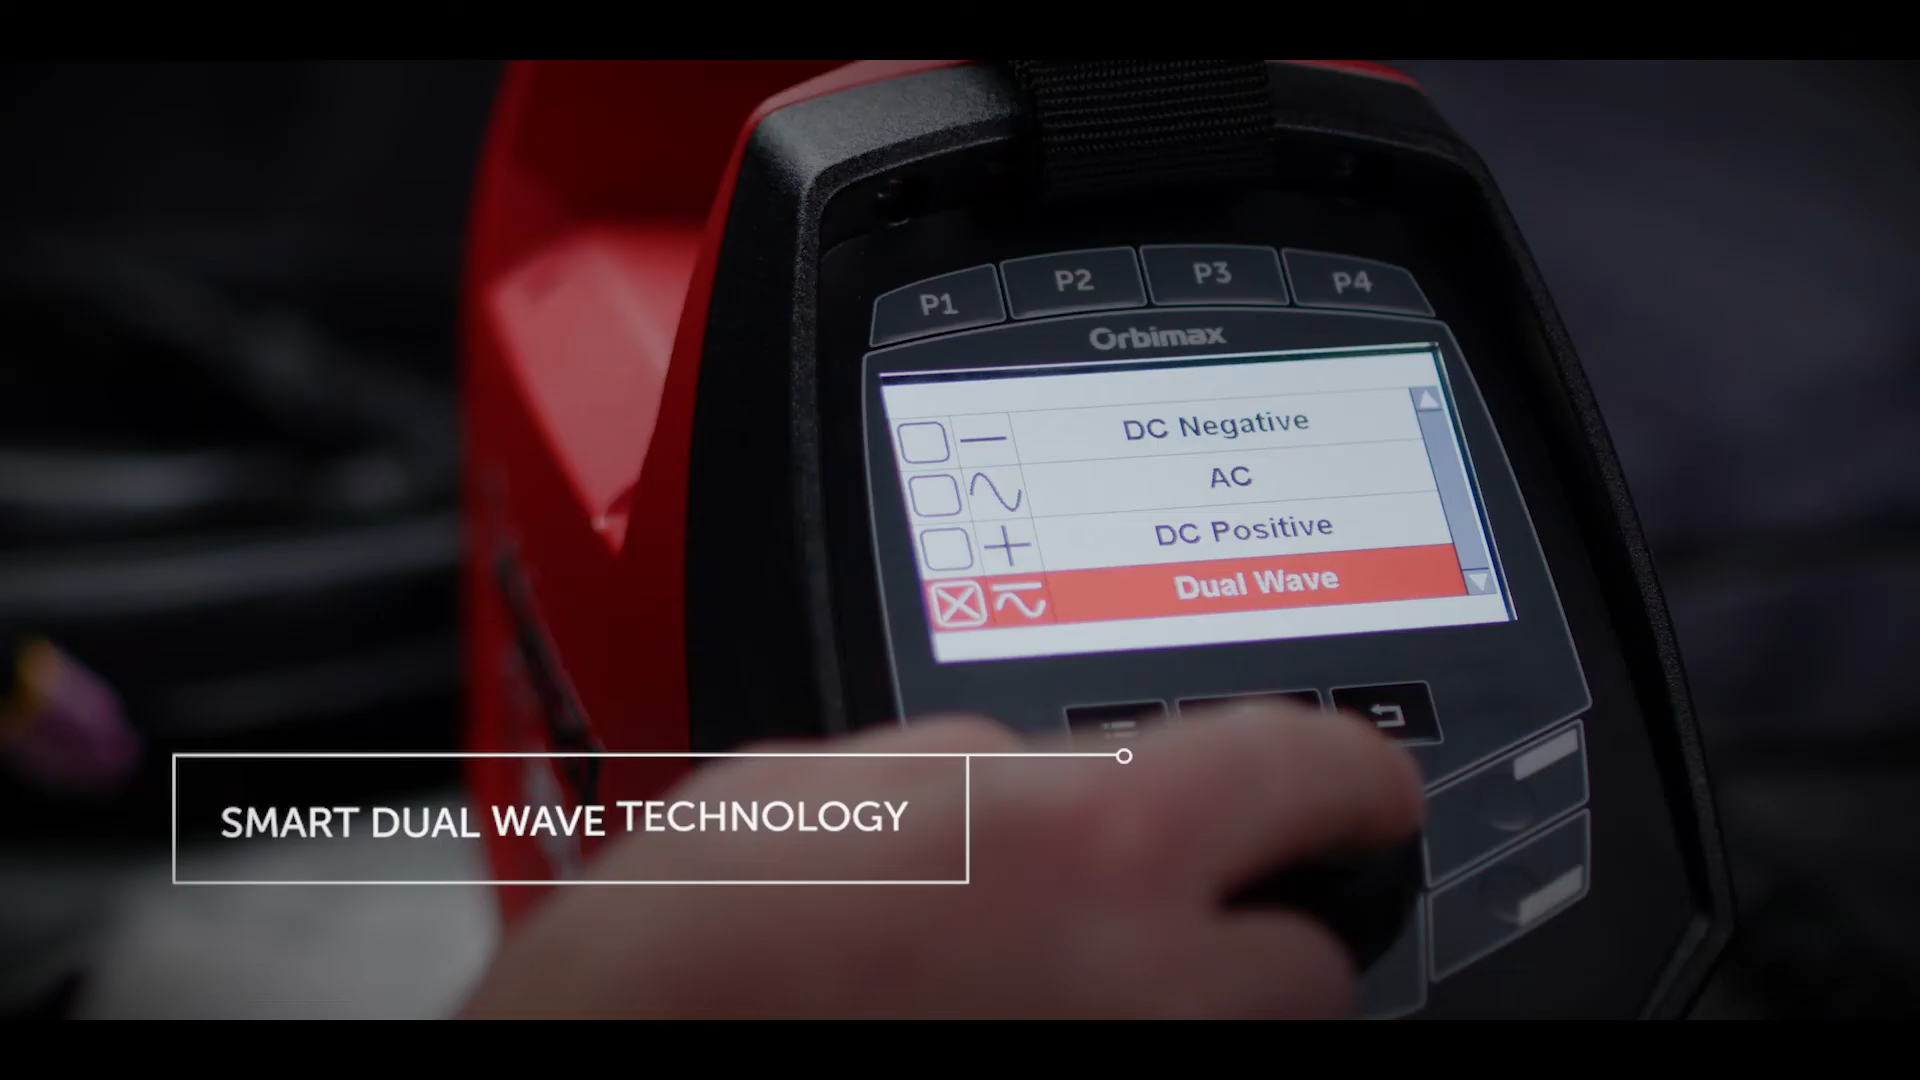 P1 P2 P3 P4
Orbimax
DC Negative
AC
DC Positive
Dual Wave
SMART DUAL WAVE TECHNOLOGY